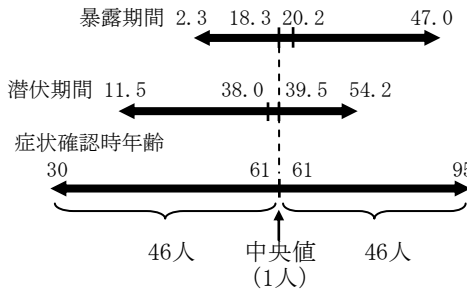 暴露期間 2.3 18.3 20.2 47.0
潜伏期間 11.5 38.0 39.5 54.2
症状確認時年齢
30 61 61 95
46人 中央値 46人
(1人)